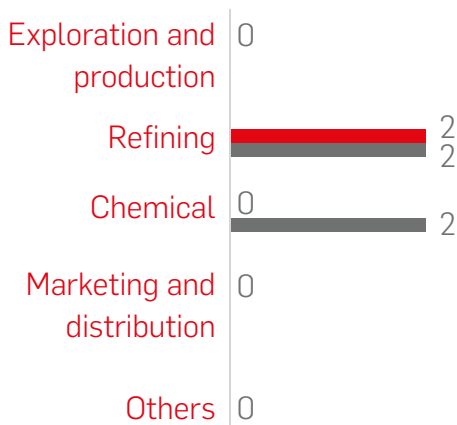 Exploration and 0
production
Refining 2
2
Chemical 0
2
Marketing and 0
distribution
Others 0